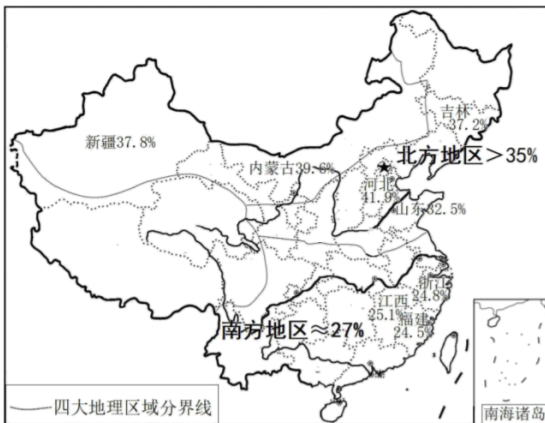 吉林
37.2%
新疆37.8%
北方地区＞35%
内蒙古39.6%
河北
41.9%
山东32.5%
浙江
24.8%
江西
25.1%
福建
24.5%
南方地区≈27%
四大地理区域分界线
南海诸岛